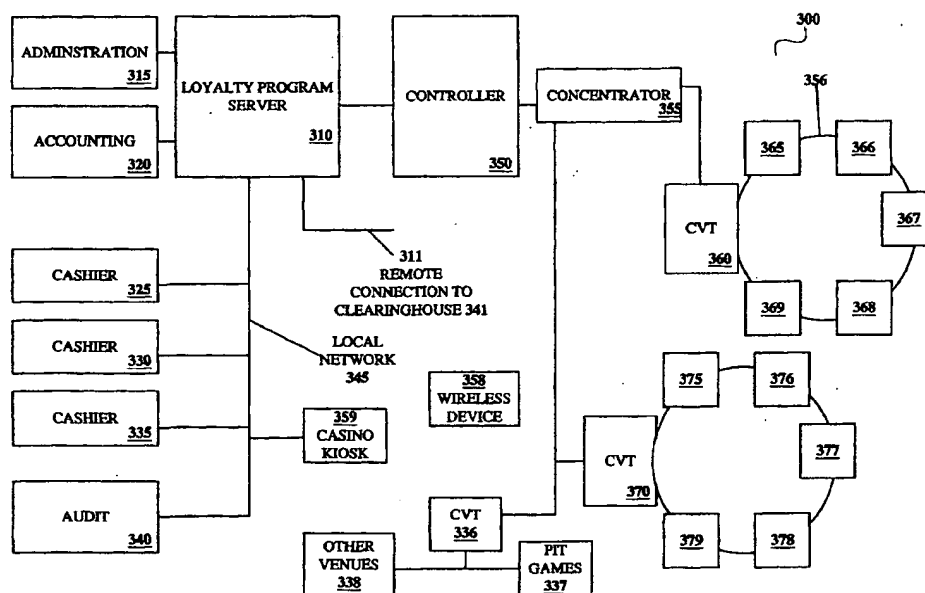 300
ADMINSTRATION
315
LOYALTY PROGRAM
SERVER
310
CONTROLLER
350
CONCENTRATOR
355
356
ACCOUNTING
320
365
366
367
CVT
360
369
368
311
REMOTE
CONNECTION TO
CLEARINGHOUSE 341
CASHIER
325
CASHIER
330
LOCAL
NETWORK
345
358
WIRELESS
DEVICE
375
376
377
CASHIER
335
359
CASINO
KIOSK
CVT
370
379
378
AUDIT
340
CVT
336
OTHER
VENUES
338
PIT
GAMES
337